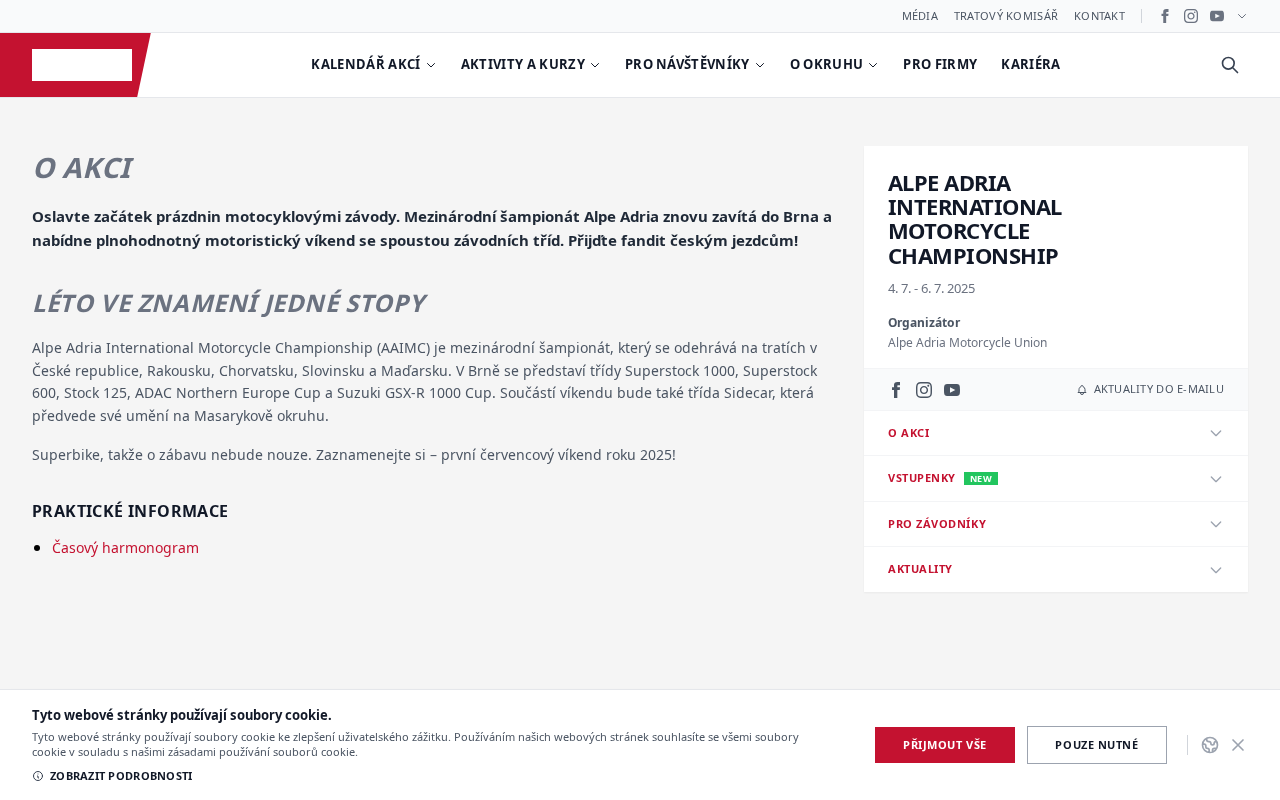 MÉDIA TRATOVÝ KOMISÁŘ KONTAKT
KALENDÁŘ AKCÍ AKTIVITY A KURZY PRO NÁVŠTĚVNÍKY O OKRUHU PRO FIRMY KARIÉRA
O AKCI
Oslavte začátek prázdnin motocyklovými závody. Mezinárodní šampionát Alpe Adria znovu zavítá do Brna a
nabídne plnohodnotný motoristický víkend se spoustou závodních tříd. Přijďte fandit českým jezdcům!
LÉTO VE ZNAMENÍ JEDNÉ STOPY
Alpe Adria International Motorcycle Championship (AAIMC) je mezinárodní šampionát, který se odehrává na tratích v
České republice, Rakousku, Chorvatsku, Slovinsku a Maďarsku. V Brně se představí třídy Superstock 1000, Superstock
600, Stock 125, ADAC Northern Europe Cup a Suzuki GSX-R 1000 Cup. Součástí víkendu bude také třída Sidecar, která
předvede své umění na Masarykově okruhu.
Superbike, takže o zábavu nebude nouze. Zaznamenejte si – první červencový víkend roku 2025!
PRAKTICKÉ INFORMACE
Časový harmonogram
ALPE ADRIA
INTERNATIONAL
MOTORCYCLE
CHAMPIONSHIP
4. 7. - 6. 7. 2025
Organizátor
Alpe Adria Motorcycle Union
AKTUALITY DO E-MAILU
O AKCI
VSTUPENKY NEW
PRO ZÁVODNÍKY
AKTUALITY
Tyto webové stránky používají soubory cookie.
Tyto webové stránky používají soubory cookie ke zlepšení uživatelského zážitku. Používáním našich webových stránek souhlasíte se všemi soubory
cookie v souladu s našimi zásadami používání souborů cookie.
ZOBRAZIT PODROBNOSTI
PŘIJMOUT VŠE POUZE NUTNÉ